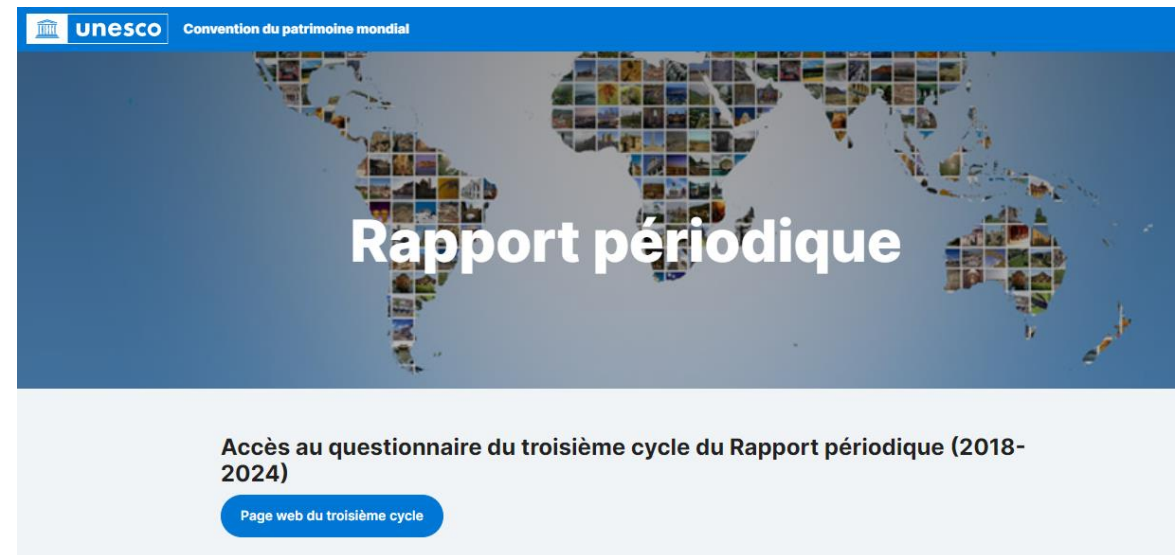 unesco Convention du patrimoine mondial
Rapport périodique
Accès au questionnaire du troisième cycle du Rapport périodique (2018-
2024)
Page web du troisième cycle